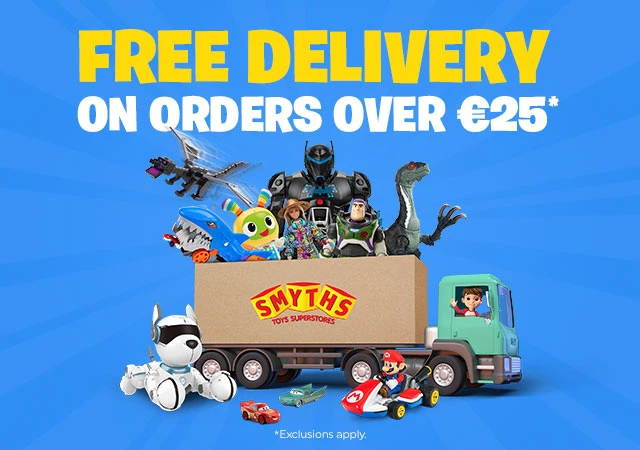 FREE DELIVERY
ON ORDERS OVER €25*
SMYTHS
TOYS SUPERSTORES
M
*Exclusions apply.